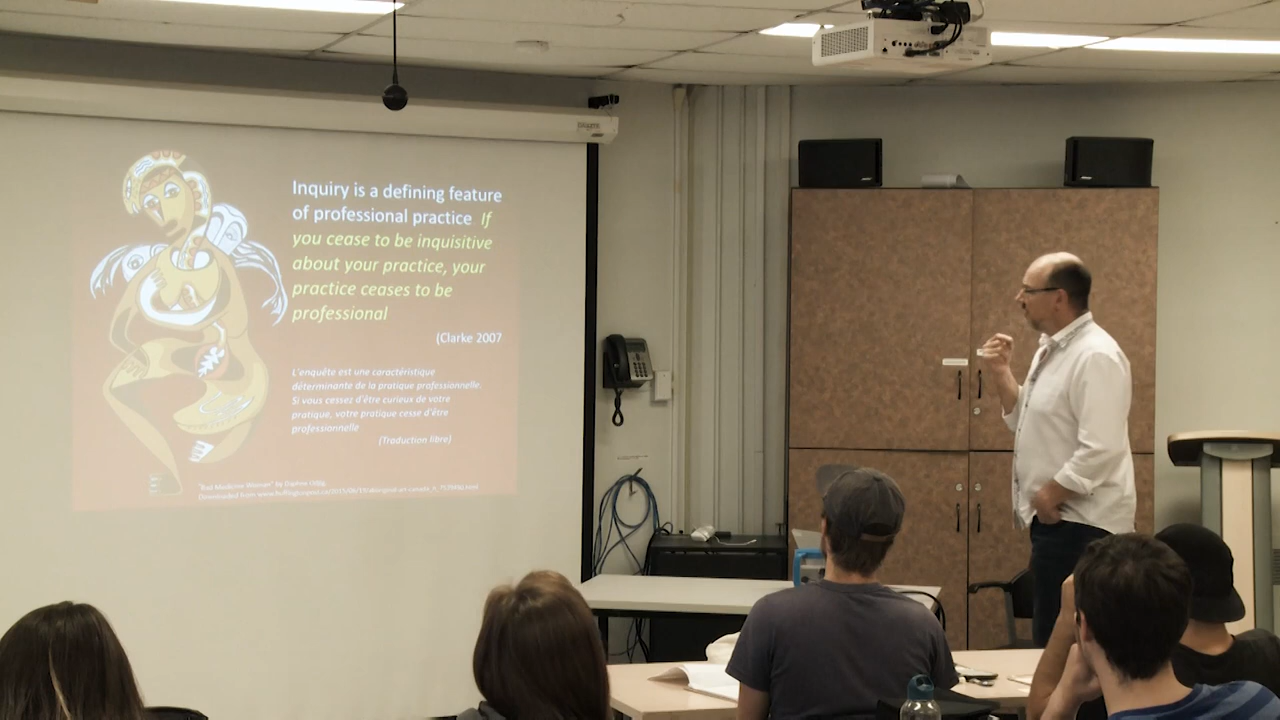 Inquiry is a defining feature
of professional practice If
you cease to be inquisitive
about your practice, your
practice ceases to be
professional
(Clarke 2007
L'enquête est une caractéristique
déterminante de la pratique professionnelle.
Si vous cessez d'être curieux de votre
pratique, votre pratique cesse d'être
professionnelle
(Traduction libre)
Medicine Woman" by Daphne Odjig.
Downloaded from